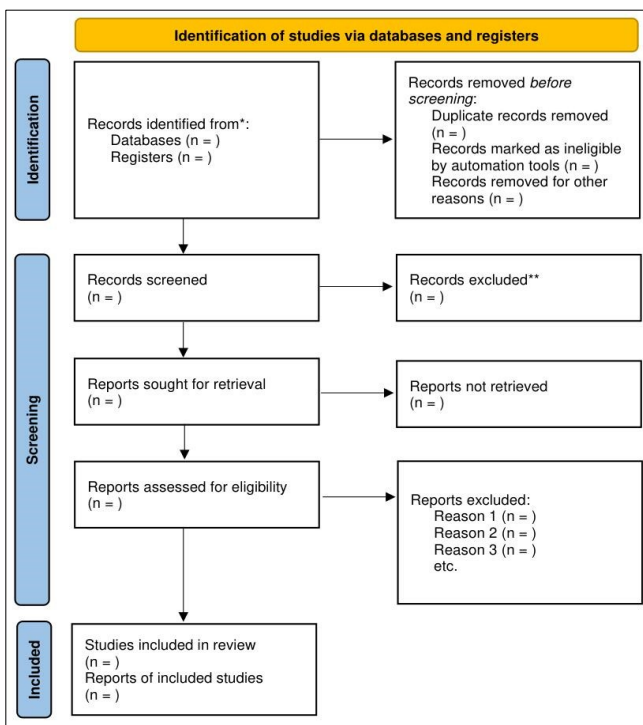 Identification of studies via databases and registers
Identification
Records identified from*:
Databases (n = )
Registers (n = )
Records removed before
screening:
Duplicate records removed
(n = )
Records marked as ineligible
by automation tools (n = )
Records removed for other
reasons (n = )
Screening
Records screened
(n = )
Records excluded**
(n = )
Reports sought for retrieval
(n = )
Reports not retrieved
(n = )
Reports assessed for eligibility
(n = )
Reports excluded:
Reason 1 (n = )
Reason 2 (n = )
Reason 3 (n = )
etc.
Included
Studies included in review
(n = )
Reports of included studies
(n = )